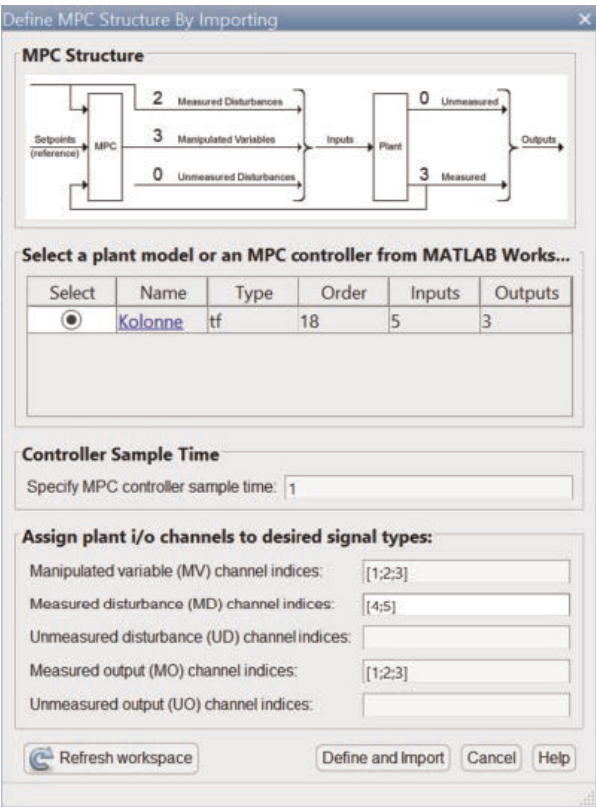 Define MPC Structure By Importing ×
MPC Structure
2 Measured Disturbances
0 Unmeasured
Setpoints
(reference)
MPC
3 Manipulated Variables
Inputs
Plant
Outputs
0 Unmeasured Disturbances
3 Measured
Select a plant model or an MPC controller from MATLAB Works...
Select Name Type Order Inputs Outputs
Kolonne tf 18 5 3
Controller Sample Time
Specify MPC controller sample time: 1
Assign plant i/o channels to desired signal types:
Manipulated variable (MV) channel indices: [1;2;3]
Measured disturbance (MD) channel indices: [4;5]
Unmeasured disturbance (UD) channel indices:
Measured output (MO) channel indices: [1;2;3]
Unmeasured output (UO) channel indices:
Refresh workspace Define and Import Cancel Help